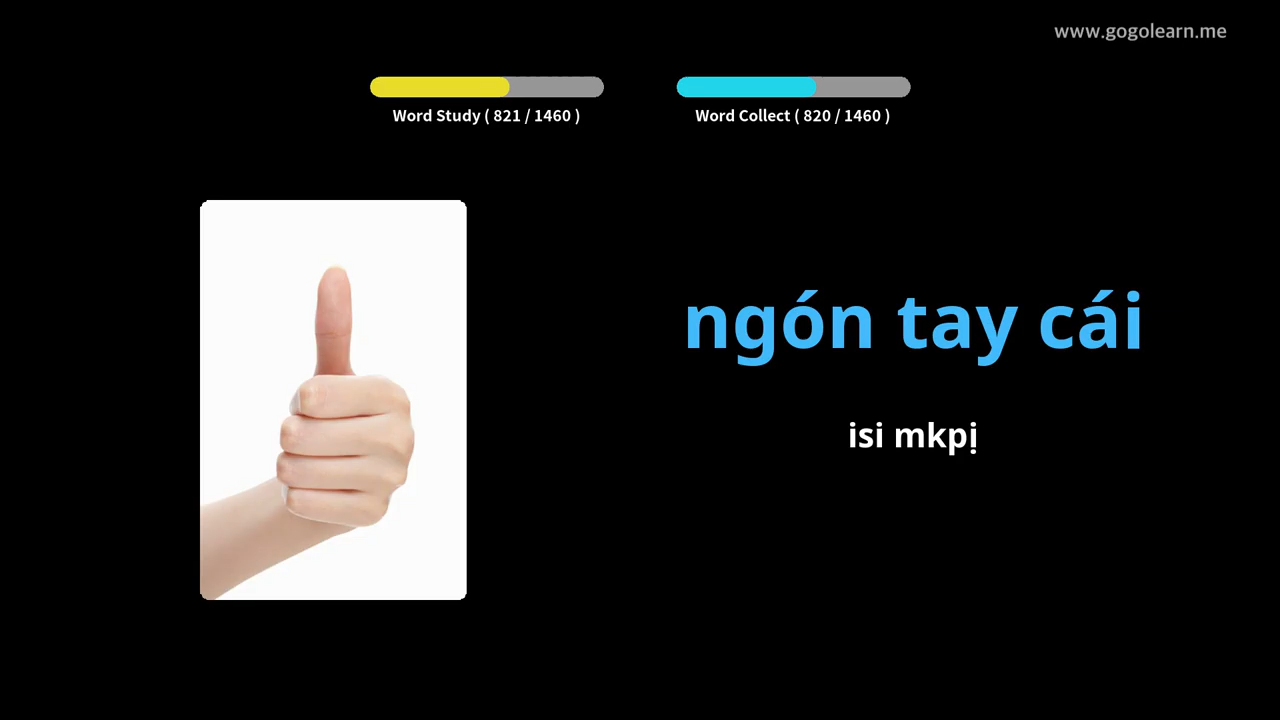 www.gogolearn.me
Word Study ( 821 / 1460 )
Word Collect ( 820 / 1460 )
ngón tay cái
isi mkpị